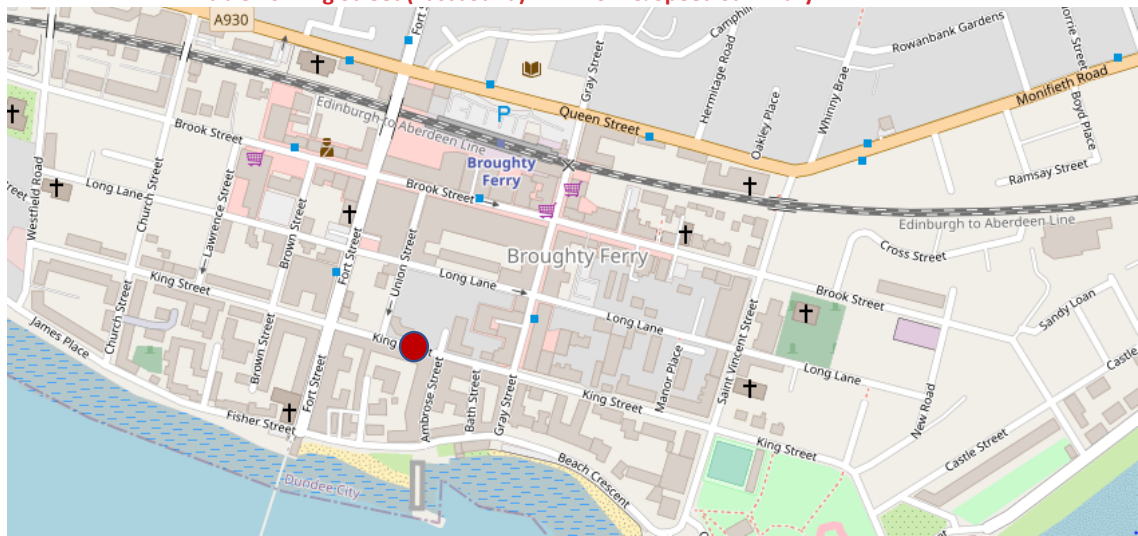 A930
Fort S
Camphill
Rowanbank Gardens
orrie Street
Gray Street
Hermitage Road
Whinny Brae
Monifieth Road
Boyd Place
Edinburgh to Aberdeen Line
P
Queen Street
Oakley Place
Brook Street
Broughty
Ferry
Ramsay Street
Long Lane
Church Street
Westfield Road
Lawrence Street
Brown Street
Fort Street
Union Street
Brook Street
Edinburgh to Aberdeen Line
Cross Street
Broughty Ferry
King Street
Long Lane
Long Lane
Saint Vincent Street
Brook Street
Sandy Loan
James Place
Church Street
Brown Street
Fort Street
King
Ambrose Street
Bath Street
Gray Street
King Street
Manor Place
Long Lane
New Road
Castle
Fisher Street
King Street
Castle Street
Beach Crescent
Dundee City